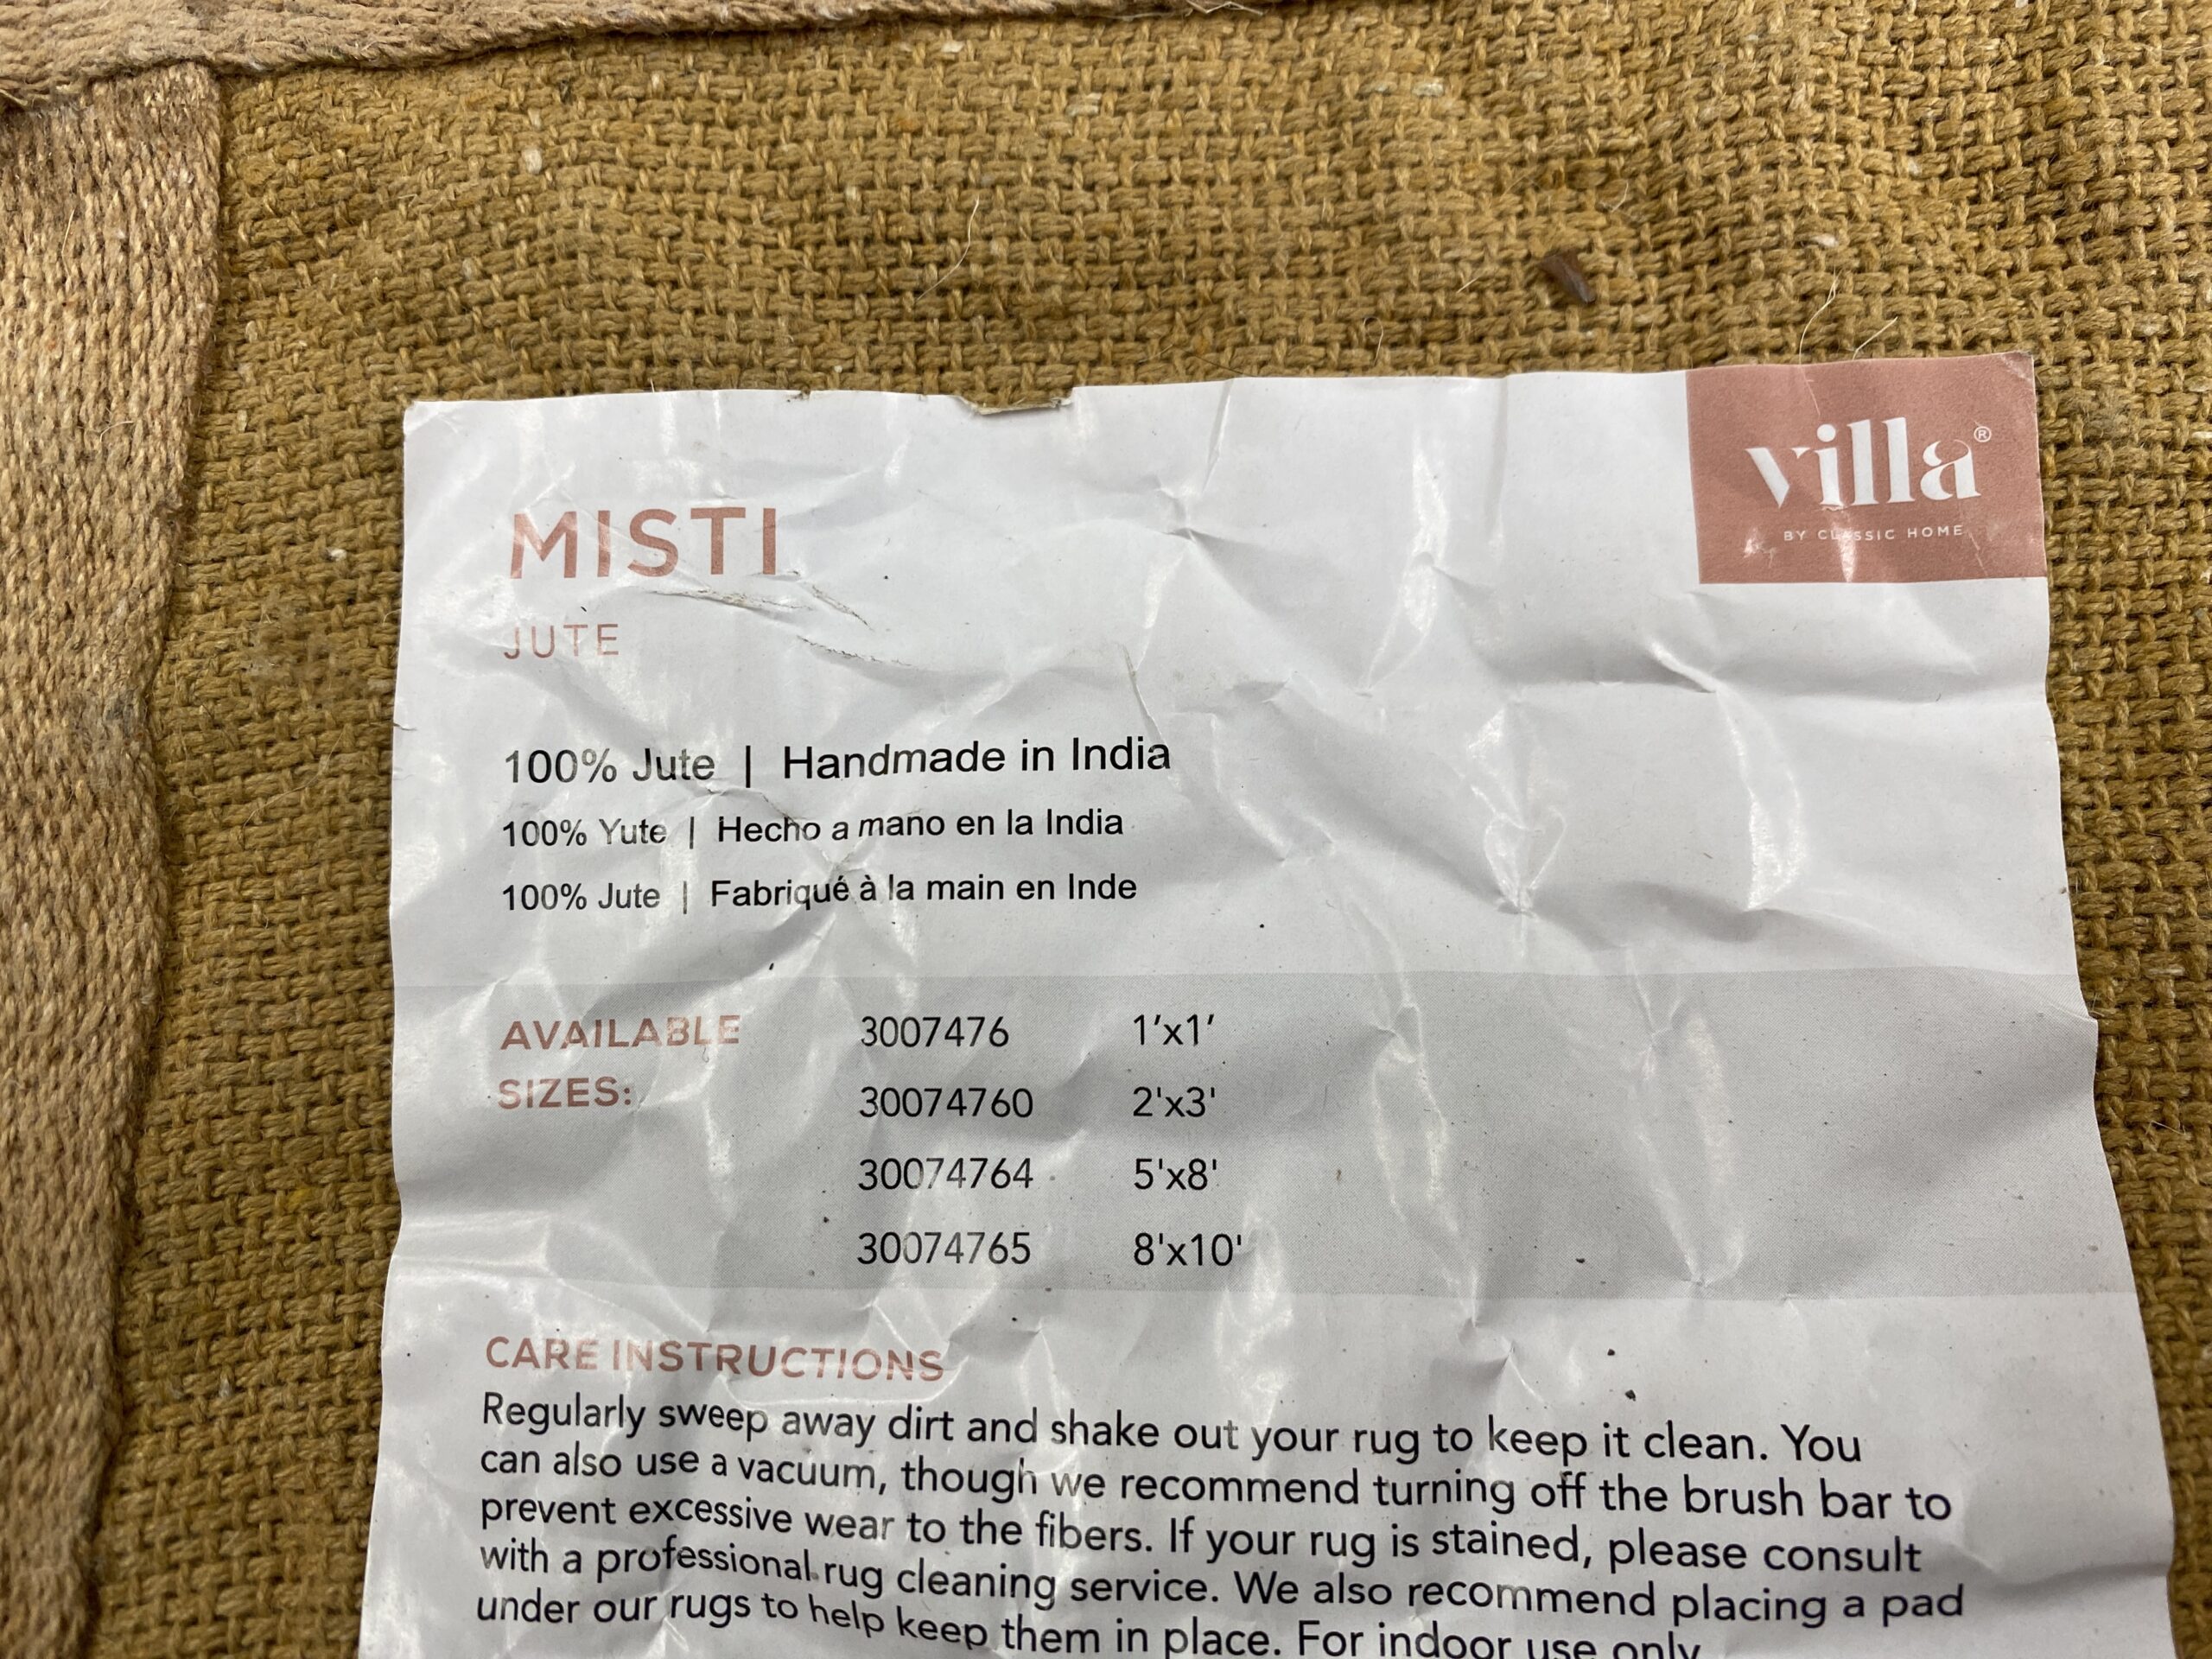 villa®
BY CLASSIC HOME
MISTI
JUTE
100% Jute | Handmade in India
100% Yute | Hecho a mano en la India
100% Jute | Fabriqué à la main en Inde
AVAILABLE SIZES:
3007476 1’x1’
30074760 2'x3'
30074764 5'x8'
30074765 8'x10'
CARE INSTRUCTIONS
Regularly sweep away dirt and shake out your rug to keep it clean. You
can also use a vacuum, though we recommend turning off the brush bar to
prevent excessive wear to the fibers. If your rug is stained, please consult
with a professional rug cleaning service. We also recommend placing a pad
under our rugs to help keep them in place. For indoor use only